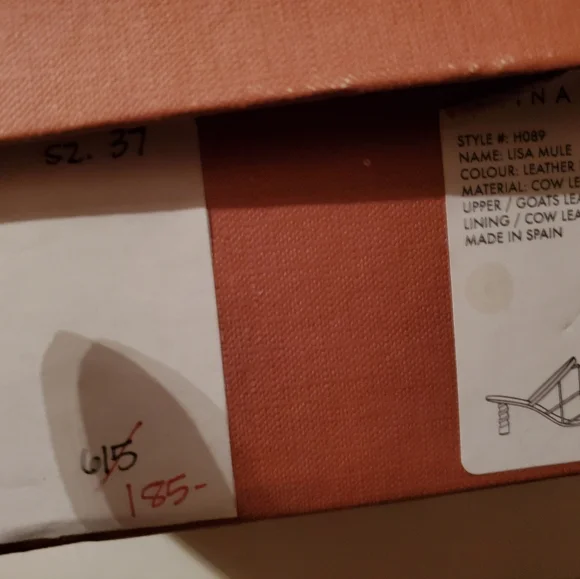 SZ. 37
615
185-
NA
STYLE #: H089
NAME: LISA MULE
COLOUR: LEATHER
MATERIAL: COW LE
UPPER / GOATS LEA
LINING / COW LEA
MADE IN SPAIN